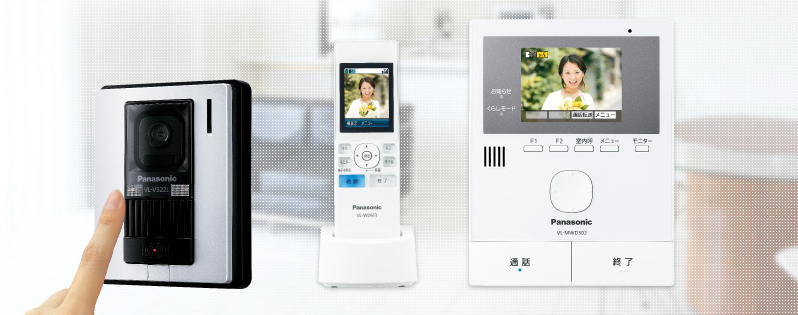 Panasonic
VL-V522L
Panasonic
VL-WD613
通話
お知らせ
くらしモード
通話転送 メニュー
F1 F2 室内呼 メニュー モニター
Panasonic
VL-MWD302
通話 終了